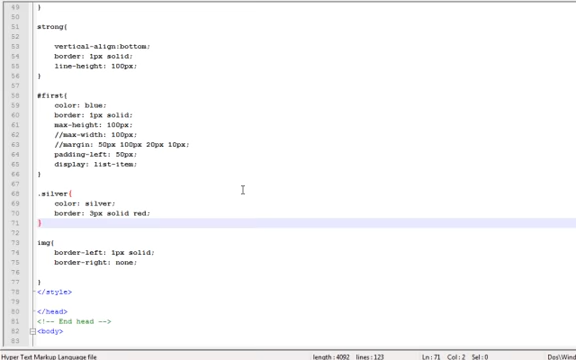 49 }
50
51 strong{
52
53 vertical-align:bottom;
54 border: 1px solid;
55 line-height: 100px;
56 }
57
58 #first{
59 color: blue;
60 border: 1px solid;
61 max-height: 100px;
62 //max-width: 100px;
63 //margin: 50px 100px 20px 10px;
64 padding-left: 50px;
65 display: list-item;
66 }
67
68 .silver{
69 color: silver;
70 border: 3px solid red;
71 }
72
73 img{
74 border-left: 1px solid;
75 border-right: none;
76
77 }
78 </style>
79
80 </head>
81 <!-- End head -->
82 <body>
83
Hyper Text Markup Language file length : 4092 lines : 123 Ln : 71 Col : 2 Sel : 0 Dos\Wind